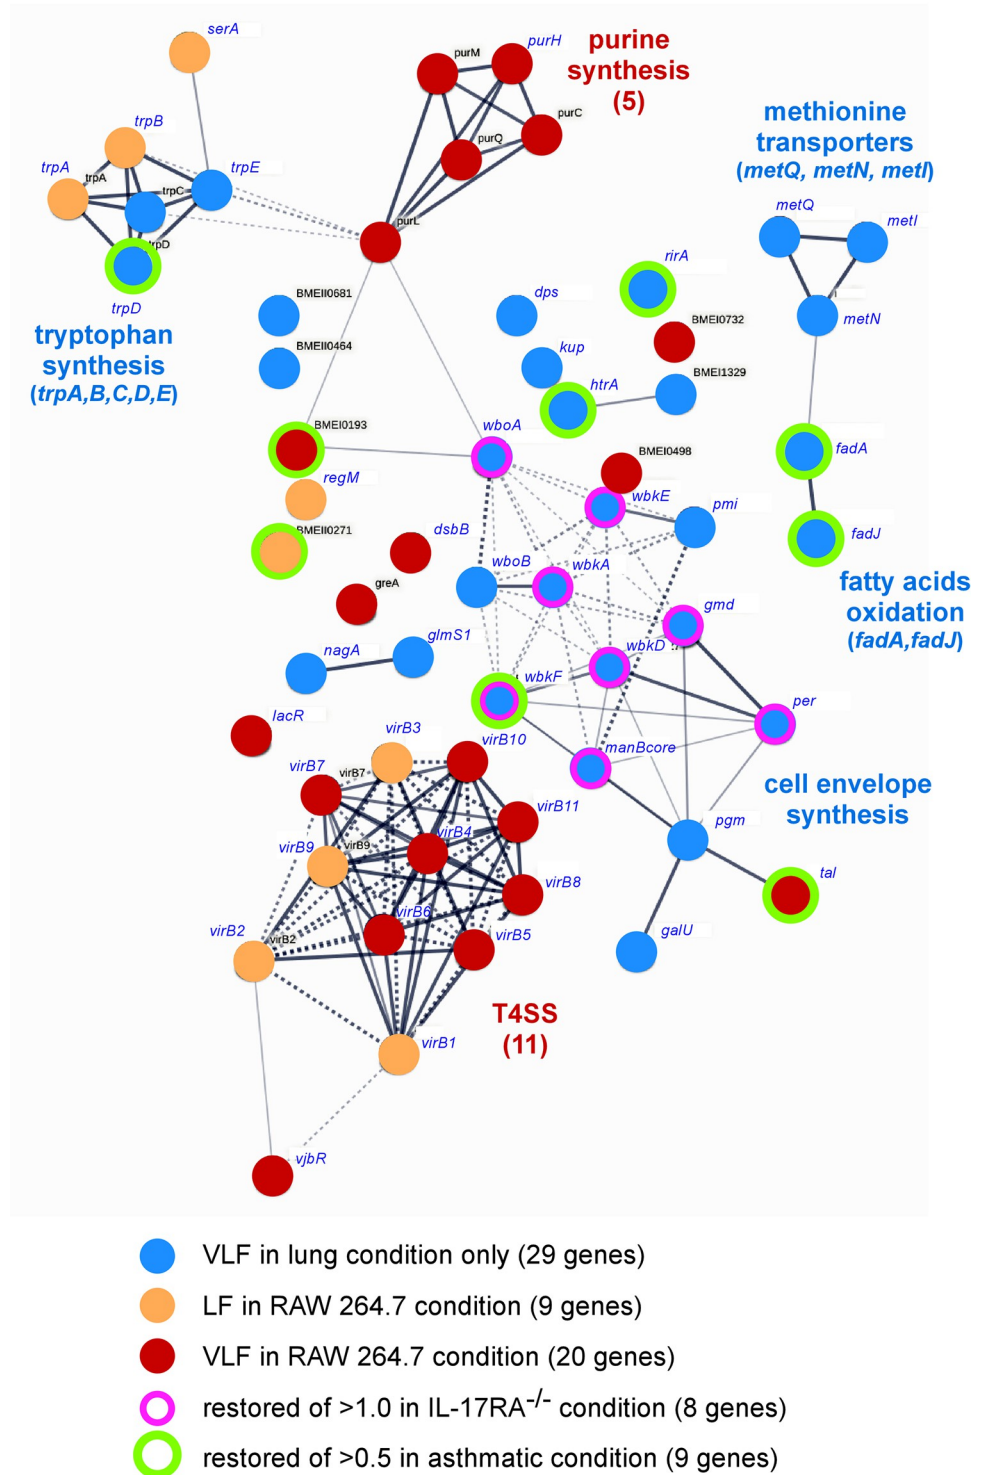 serA
purM
purH
purine
synthesis
(5)
purC
purQ
methionine
transporters
(metQ, metN, metI)
trpB
trpA
trpA
trpC
trpE
purL
trpD
trpD
tryptophan
synthesis
(trpA,B,C,D,E)
metQ
metI
metN
rirA
BMEII0681
dps
BMEI0732
BMEII0464
kup
htrA
BMEI1329
BMEI0193
wboA
fadA
BMEI0498
regM
wbkE
pmi
BMEII0271
dsbB
fadJ
wboB
wbkA
greA
fatty acids
oxidation
(fadA,fadJ)
gmd
nagA
glmS1
wbkD
wbkF
per
lacR
virB3
virB10
manBcore
virB7
virB7
cell envelope
synthesis
virB11
pgm
virB4
virB9
virB9
virB8
tal
virB6
virB2
virB2
virB5
galU
T4SS
(11)
virB1
vjbR
VLF in lung condition only (29 genes)
LF in RAW 264.7 condition (9 genes)
VLF in RAW 264.7 condition (20 genes)
restored of >1.0 in IL-17RA-/- condition (8 genes)
restored of >0.5 in asthmatic condition (9 genes)